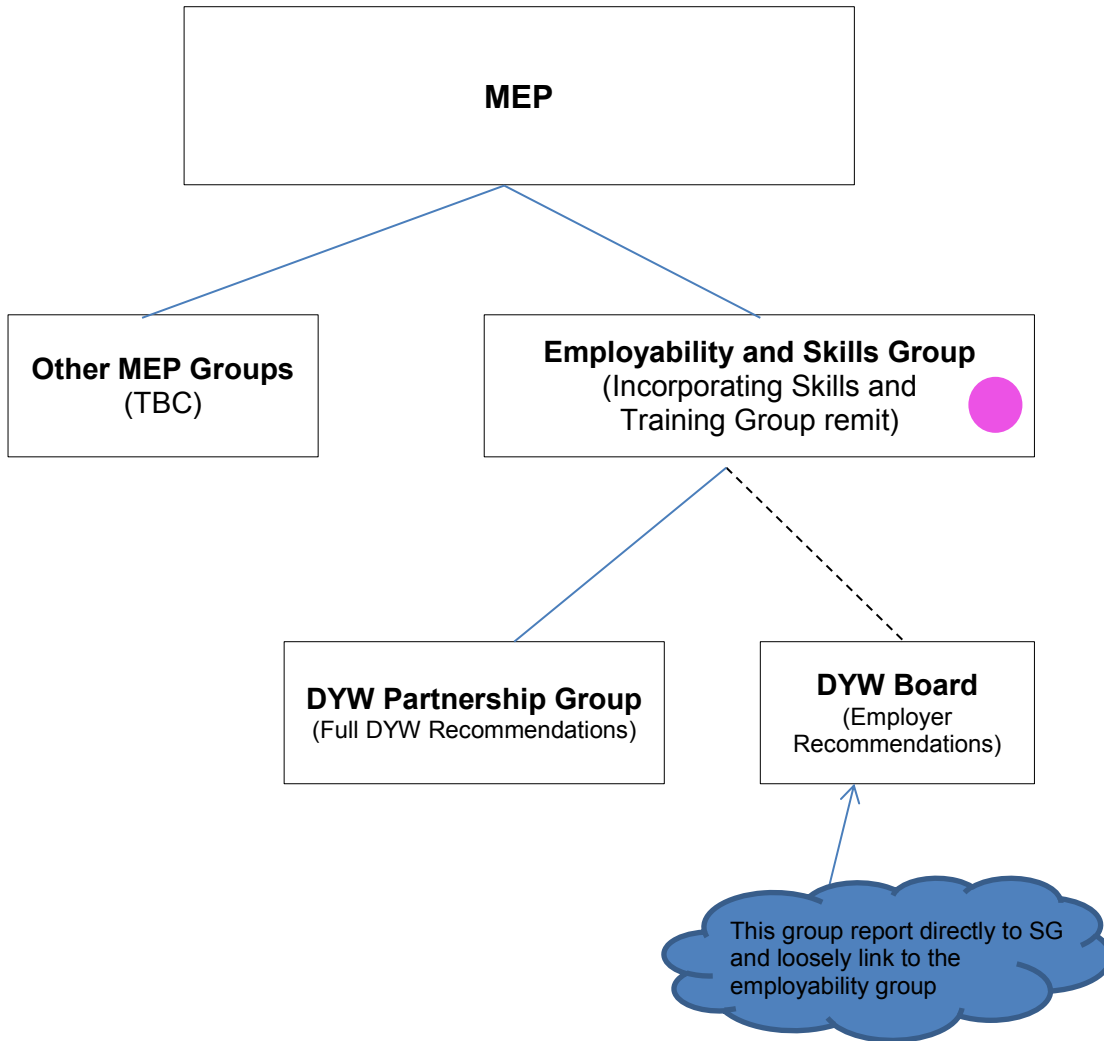 MEP
Other MEP Groups
(TBC)
Employability and Skills Group
(Incorporating Skills and
Training Group remit)
DYW Partnership Group
(Full DYW Recommendations)
DYW Board
(Employer
Recommendations)
This group report directly to SG
and loosely link to the
employability group